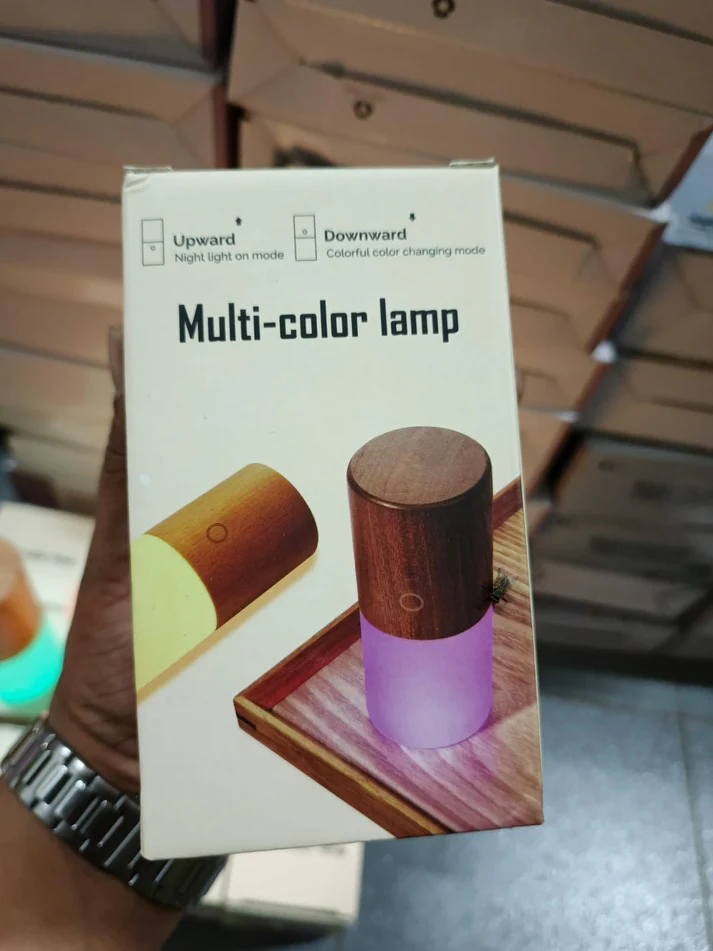 Upward
Night light on mode
Downward
Colorful color changing mode
Multi-color lamp